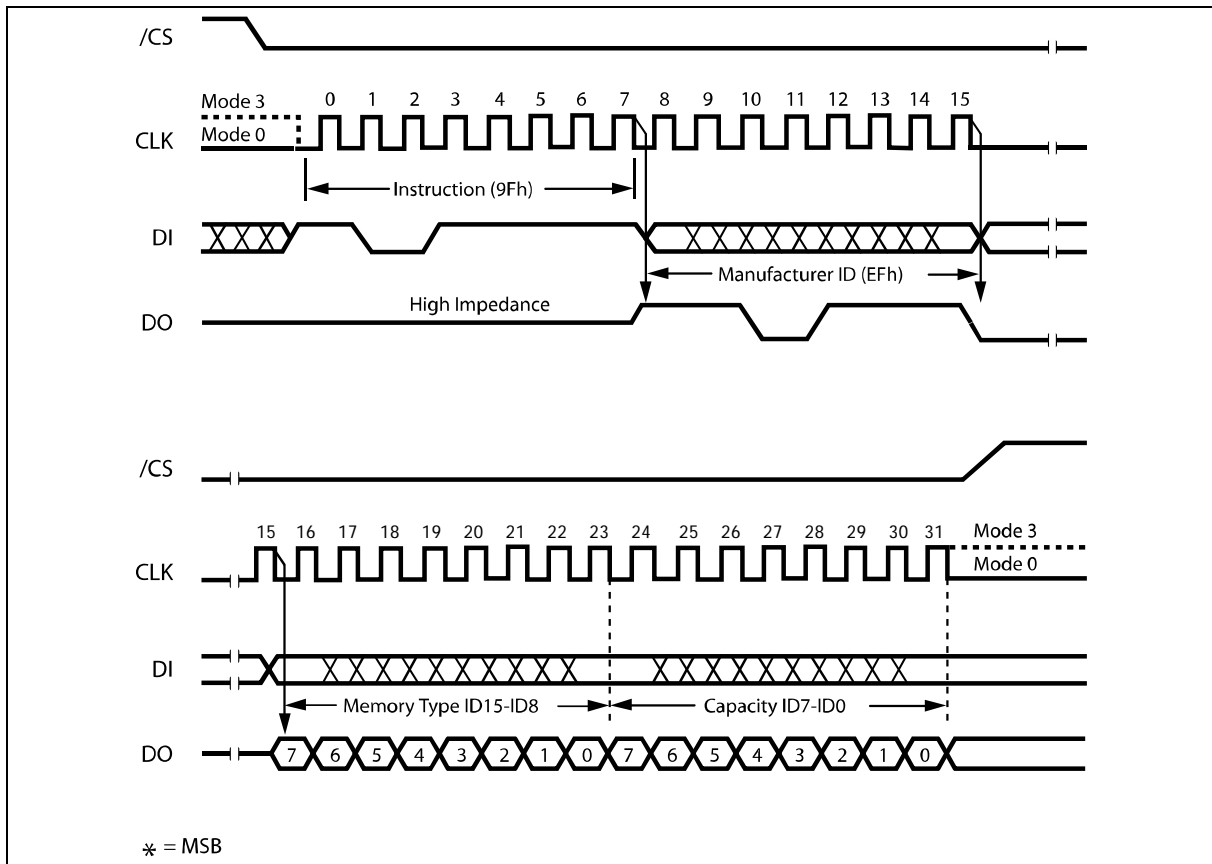 /CS
Mode 3
0 1 2 3 4 5 6 7 8 9 10 11 12 13 14 15
CLK
Mode 0
Instruction (9Fh)
DI
Manufacturer ID (EFh)
High Impedance
DO
/CS
15 16 17 18 19 20 21 22 23 24 25 26 27 28 29 30 31
Mode 3
CLK
Mode 0
DI
Memory Type ID15-ID8
Capacity ID7-ID0
DO
7 6 5 4 3 2 1 0 7 6 5 4 3 2 1 0
* = MSB